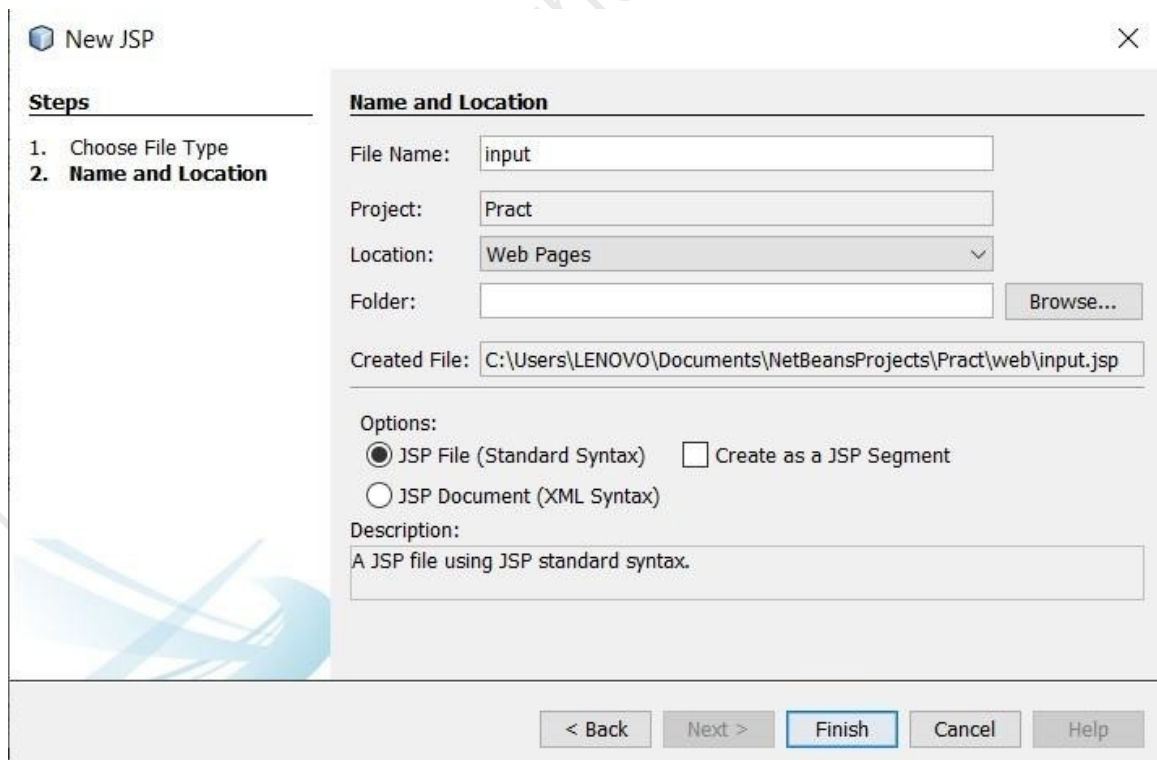 New JSP
Steps
1. Choose File Type
2. Name and Location
Name and Location
File Name: input
Project: Pract
Location: Web Pages
Folder: Browse...
Created File: C:\Users\LENOVO\Documents\NetBeansProjects\Pract\web\input.jsp
Options:
JSP File (Standard Syntax) Create as a JSP Segment
JSP Document (XML Syntax)
Description:
A JSP file using JSP standard syntax.
< Back Next > Finish Cancel Help